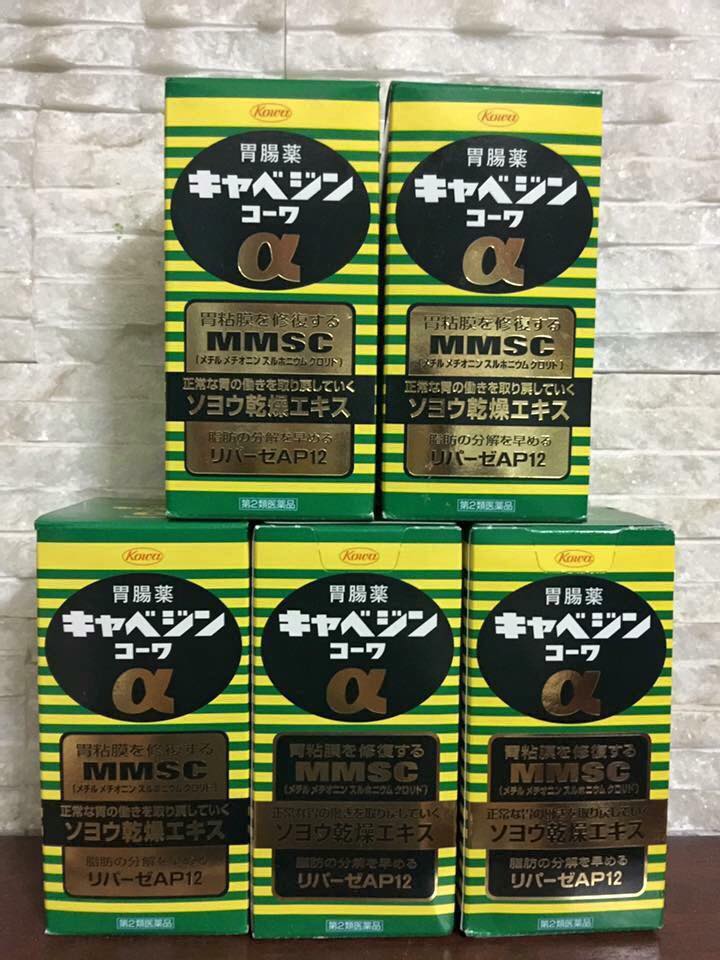 Kowa
胃腸薬
キャベジン
コーワ
α
胃粘膜を修復する
MMSC
(メチル メチオニン スルホニウム クロリド)
正常な胃の働きを取り戻していく
ソヨウ乾燥エキス
脂肪の分解を早める
リパーゼAP12
第2類医薬品
Kowa
胃腸薬
キャベジン
コーワ
α
胃粘膜を修復する
MMSC
(メチル メチオニン スルホニウム クロリド)
正常な胃の働きを取り戻していく
ソヨウ乾燥エキス
脂肪の分解を早める
リパーゼAP12
第2類医薬品
Kowa
胃腸薬
キャベジン
コーワ
α
胃粘膜を修復する
MMSC
(メチル メチオニン スルホニウム クロリド)
正常な胃の働きを取り戻していく
ソヨウ乾燥エキス
脂肪の分解を早める
リパーゼAP12
第2類医薬品
Kowa
胃腸薬
キャベジン
コーワ
α
胃粘膜を修復する
MMSC
(メチル メチオニン スルホニウム クロリド)
正常な胃の働きを取り戻していく
ソヨウ乾燥エキス
脂肪の分解を早める
リパーゼAP12
第2類医薬品
Kowa
胃腸薬
キャベジン
コーワ
α
胃粘膜を修復する
MMSC
(メチル メチオニン スルホニウム クロリド)
正常な胃の働きを取り戻していく
ソヨウ乾燥エキス
脂肪の分解を早める
リパーゼAP12
第2類医薬品